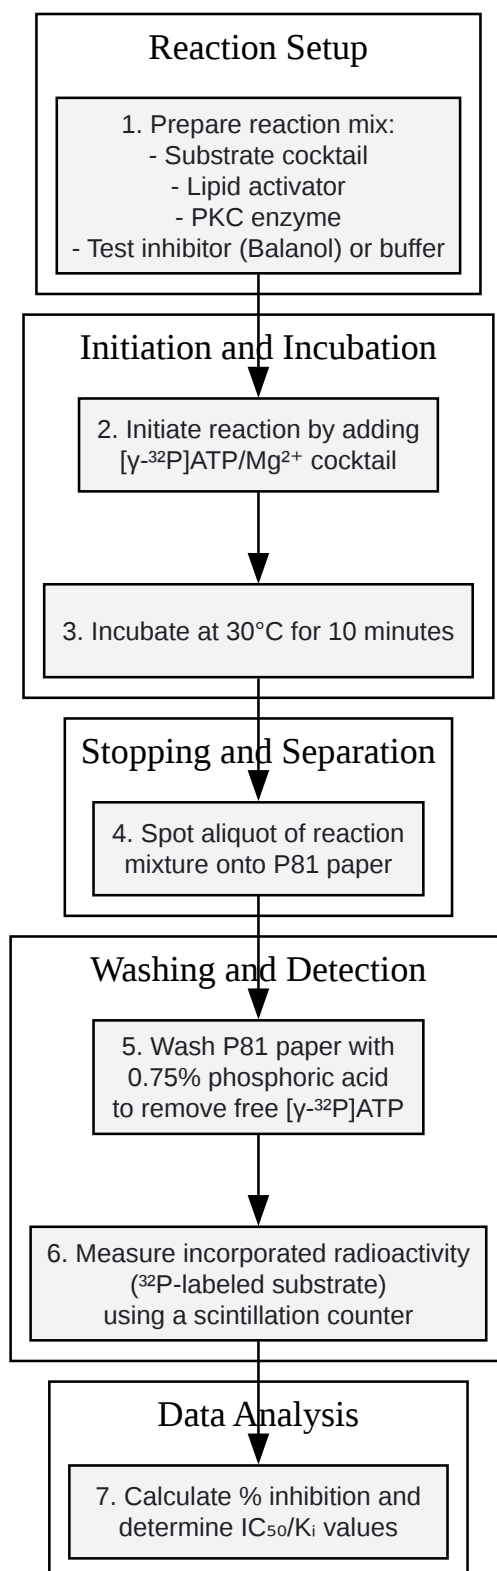 Reaction Setup
1. Prepare reaction mix:
- Substrate cocktail
- Lipid activator
- PKC enzyme
- Test inhibitor (Balanol) or buffer
Initiation and Incubation
2. Initiate reaction by adding
[γ-³²P]ATP/Mg²⁺ cocktail
3. Incubate at 30°C for 10 minutes
Stopping and Separation
4. Spot aliquot of reaction
mixture onto P81 paper
Washing and Detection
5. Wash P81 paper with
0.75% phosphoric acid
to remove free [γ-³²P]ATP
6. Measure incorporated radioactivity
(³²P-labeled substrate)
using a scintillation counter
Data Analysis
7. Calculate % inhibition and
determine IC₅₀/Kᵢ values